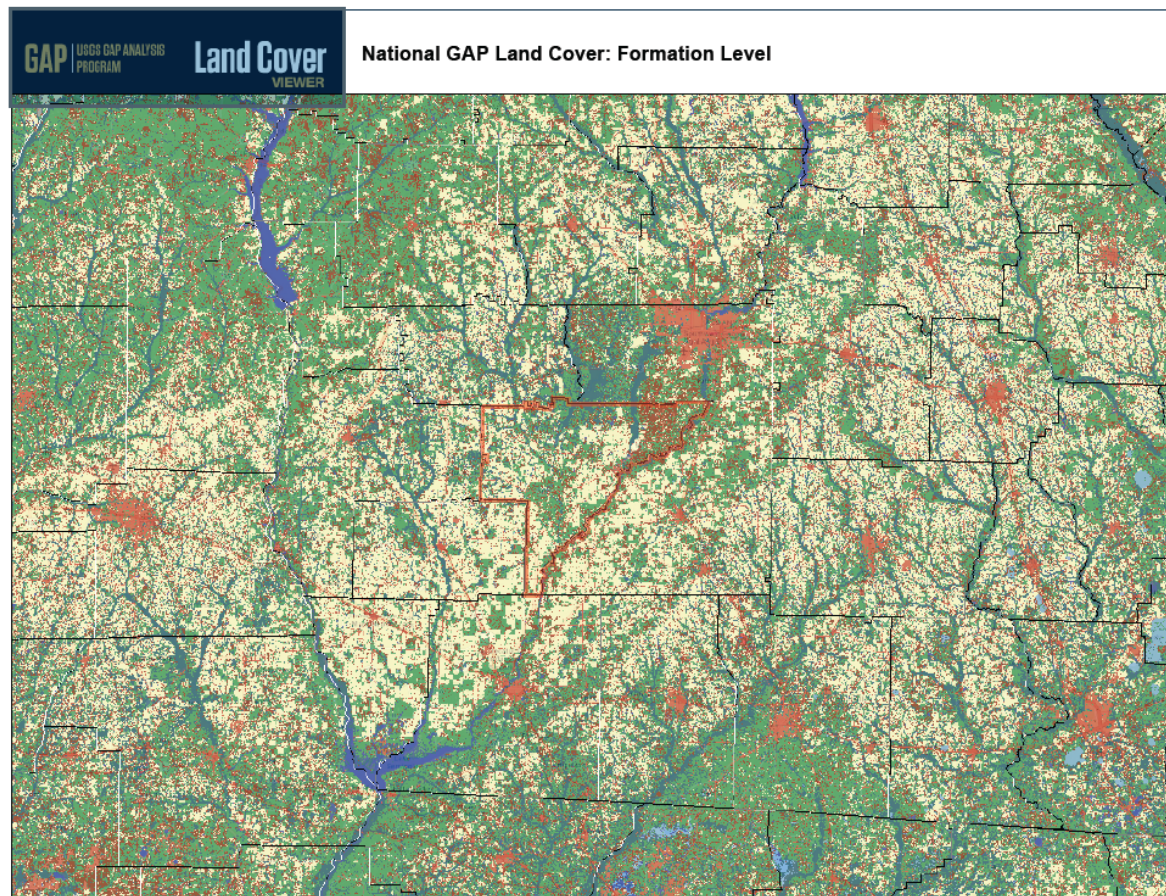 GAP
USGS GAP ANALYSIS
PROGRAM
Land Cover
VIEWER
National GAP Land Cover: Formation Level